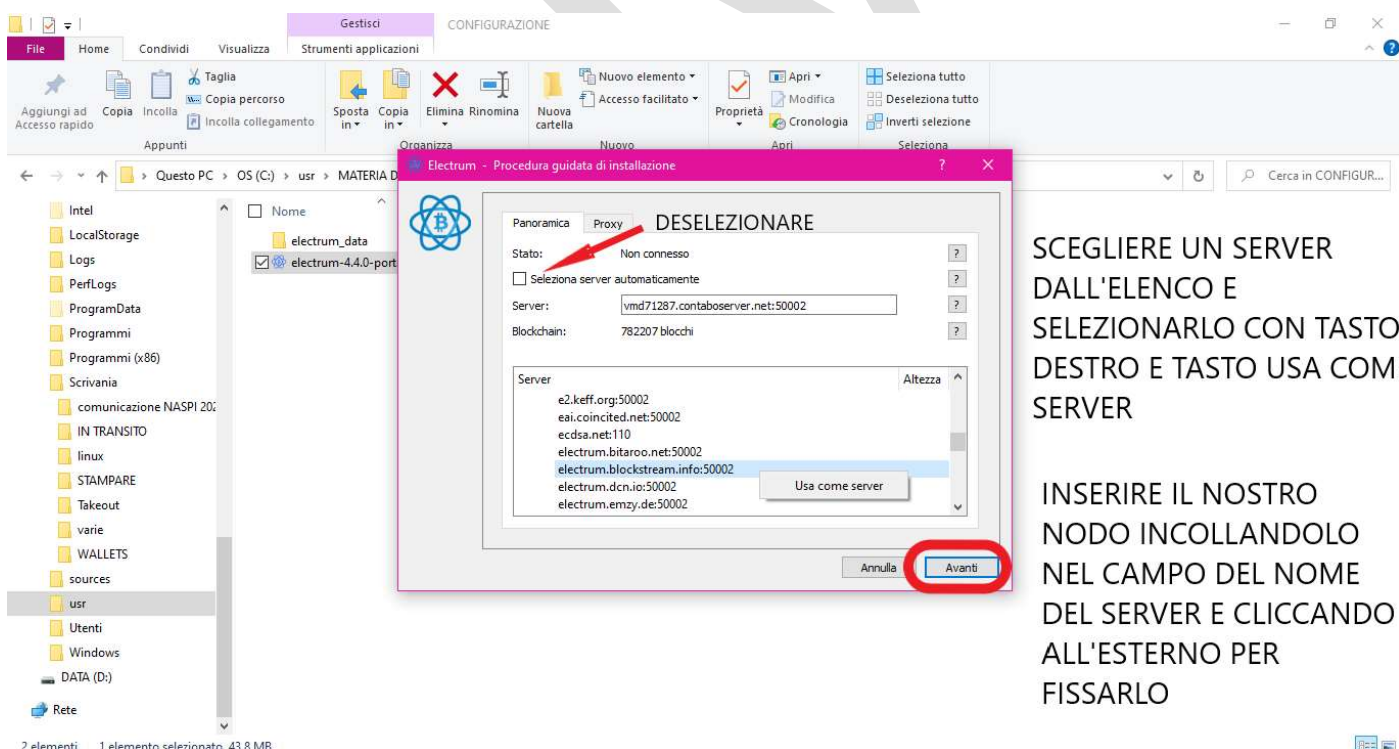 Gestisci
CONFIGURAZIONE
File Home Condividi Visualizza Strumenti applicazioni
Aggiungi ad Accesso rapido
Copia
Incolla
Taglia
Copia percorso
Incolla collegamento
Appunti
Sposta in
Copia in
Elimina
Rinomina
Organizza
Nuova cartella
Nuovo elemento
Accesso facilitato
Nuovo
Proprietà
Apri
Modifica
Cronologia
Apri
Seleziona tutto
Deseleziona tutto
Inverti selezione
Seleziona
Questo PC > OS (C:) > usr > MATERIA D
Cerca in CONFIGUR...
Intel
LocalStorage
Logs
PerfLogs
ProgramData
Programmi
Programmi (x86)
Scrivania
comunicazione NASPI 202
IN TRANSITO
linux
STAMPARE
Takeout
varie
WALLETS
sources
usr
Utenti
Windows
DATA (D:)
Rete
Nome
electrum_data
electrum-4.4.0-port
Electrum - Procedura guidata di installazione ? X
Panoramica Proxy
DESELEZIONARE
Stato: Non connesso ?
Seleziona server automaticamente ?
Server: vmd71287.contaboserver.net:50002 ?
Blockchain: 782207 blocchi ?
Server Altezza
e2.keff.org:50002
eai.coincited.net:50002
ecdsa.net:110
electrum.bitaroo.net:50002
electrum.blockstream.info:50002
electrum.dcn.io:50002
electrum.emzy.de:50002
Usa come server
Annulla Avanti
SCEGLIERE UN SERVER
DALL'ELENCO E
SELEZIONARLO CON TASTO
DESTRO E TASTO USA COM
SERVER
INSERIRE IL NOSTRO
NODO INCOLLANDOLO
NEL CAMPO DEL NOME
DEL SERVER E CLICCANDO
ALL'ESTERNO PER
FISSARLO
2 elementi 1 elemento selezionato 43,8 MB